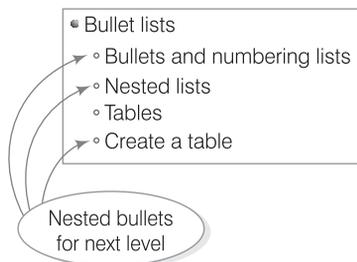 Bullet lists
Bullets and numbering lists
Nested lists
Tables
Create a table
Nested bullets
for next level